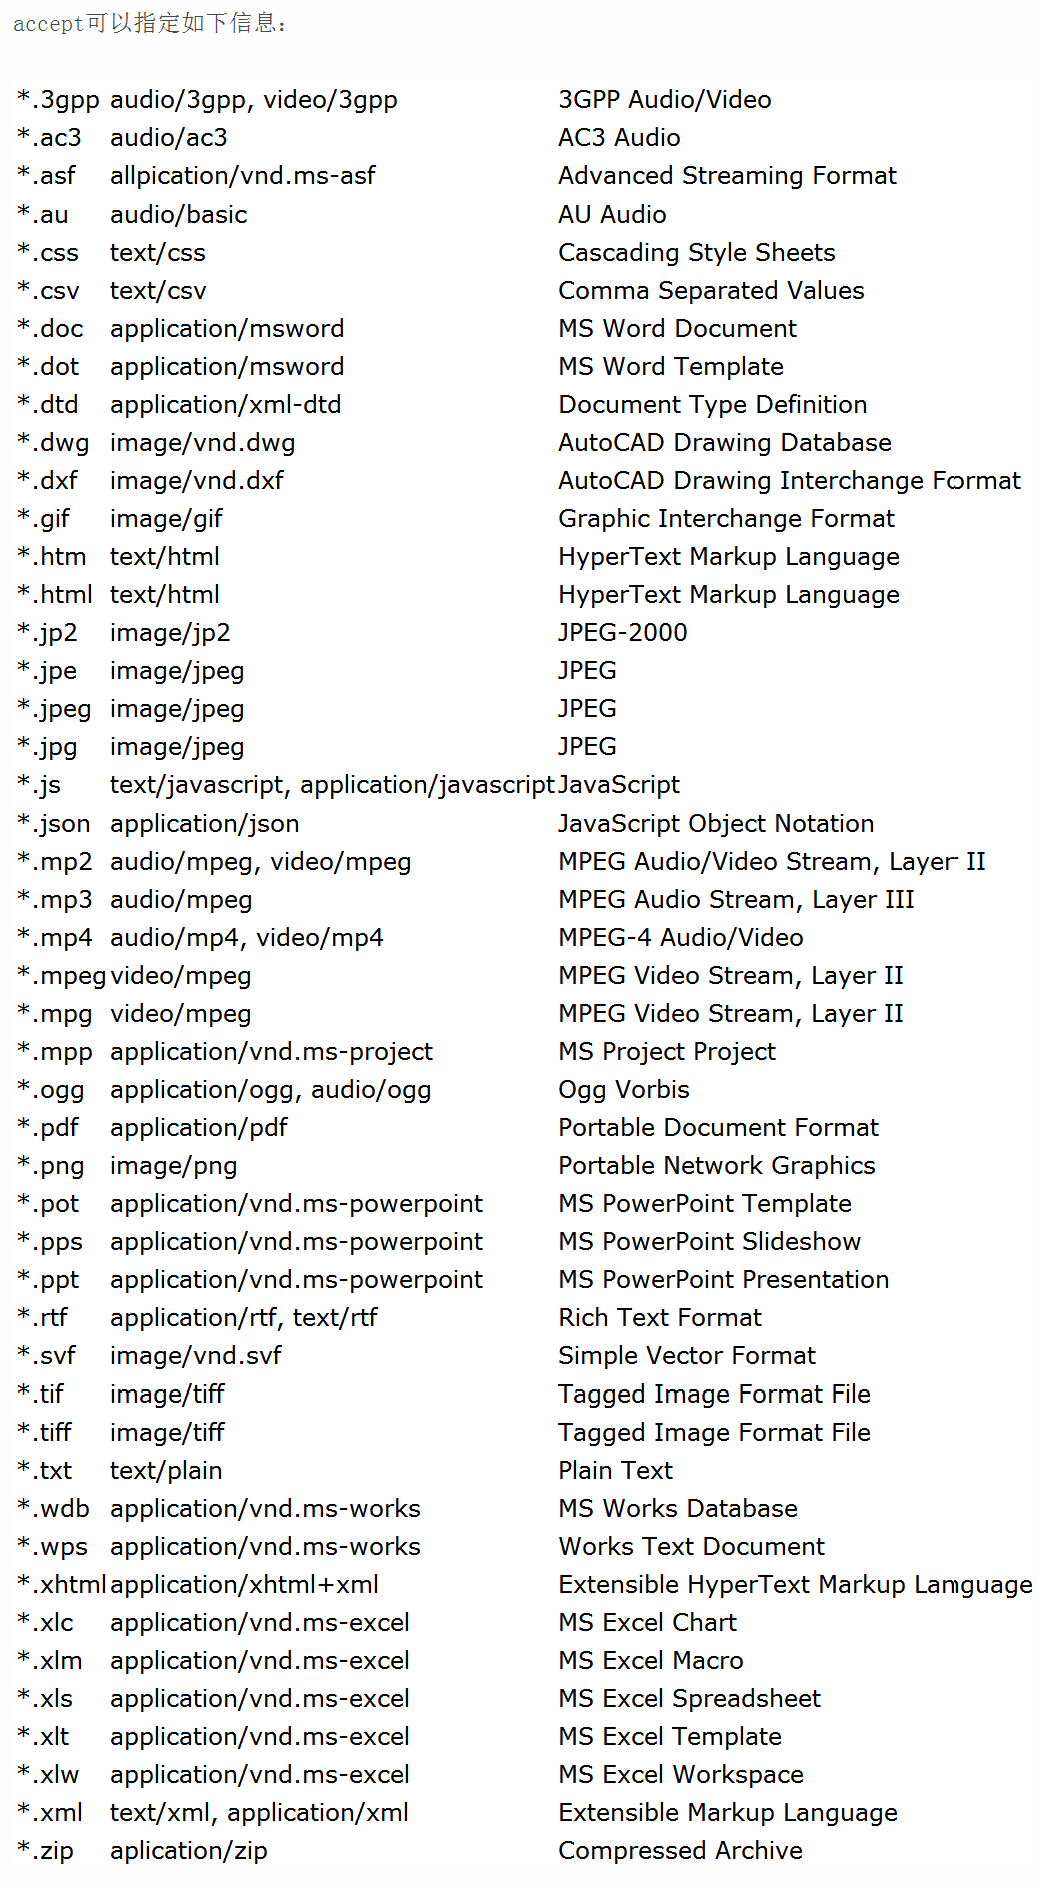 accept可以指定如下信息：
*.3gpp audio/3gpp, video/3gpp 3GPP Audio/Video
*.ac3 audio/ac3 AC3 Audio
*.asf allpication/vnd.ms-asf Advanced Streaming Format
*.au audio/basic AU Audio
*.css text/css Cascading Style Sheets
*.csv text/csv Comma Separated Values
*.doc application/msword MS Word Document
*.dot application/msword MS Word Template
*.dtd application/xml-dtd Document Type Definition
*.dwg image/vnd.dwg AutoCAD Drawing Database
*.dxf image/vnd.dxf AutoCAD Drawing Interchange Format
*.gif image/gif Graphic Interchange Format
*.htm text/html HyperText Markup Language
*.html text/html HyperText Markup Language
*.jp2 image/jp2 JPEG-2000
*.jpe image/jpeg JPEG
*.jpeg image/jpeg JPEG
*.jpg image/jpeg JPEG
*.js text/javascript, application/javascript JavaScript
*.json application/json JavaScript Object Notation
*.mp2 audio/mpeg, video/mpeg MPEG Audio/Video Stream, Layer II
*.mp3 audio/mpeg MPEG Audio Stream, Layer III
*.mp4 audio/mp4, video/mp4 MPEG-4 Audio/Video
*.mpeg video/mpeg MPEG Video Stream, Layer II
*.mpg video/mpeg MPEG Video Stream, Layer II
*.mpp application/vnd.ms-project MS Project Project
*.ogg application/ogg, audio/ogg Ogg Vorbis
*.pdf application/pdf Portable Document Format
*.png image/png Portable Network Graphics
*.pot application/vnd.ms-powerpoint MS PowerPoint Template
*.pps application/vnd.ms-powerpoint MS PowerPoint Slideshow
*.ppt application/vnd.ms-powerpoint MS PowerPoint Presentation
*.rtf application/rtf, text/rtf Rich Text Format
*.svf image/vnd.svf Simple Vector Format
*.tif image/tiff Tagged Image Format File
*.tiff image/tiff Tagged Image Format File
*.txt text/plain Plain Text
*.wdb application/vnd.ms-works MS Works Database
*.wps application/vnd.ms-works Works Text Document
*.xhtml application/xhtml+xml Extensible HyperText Markup Language
*.xlc application/vnd.ms-excel MS Excel Chart
*.xlm application/vnd.ms-excel MS Excel Macro
*.xls application/vnd.ms-excel MS Excel Spreadsheet
*.xlt application/vnd.ms-excel MS Excel Template
*.xlw application/vnd.ms-excel MS Excel Workspace
*.xml text/xml, application/xml Extensible Markup Language
*.zip aplication/zip Compressed Archive